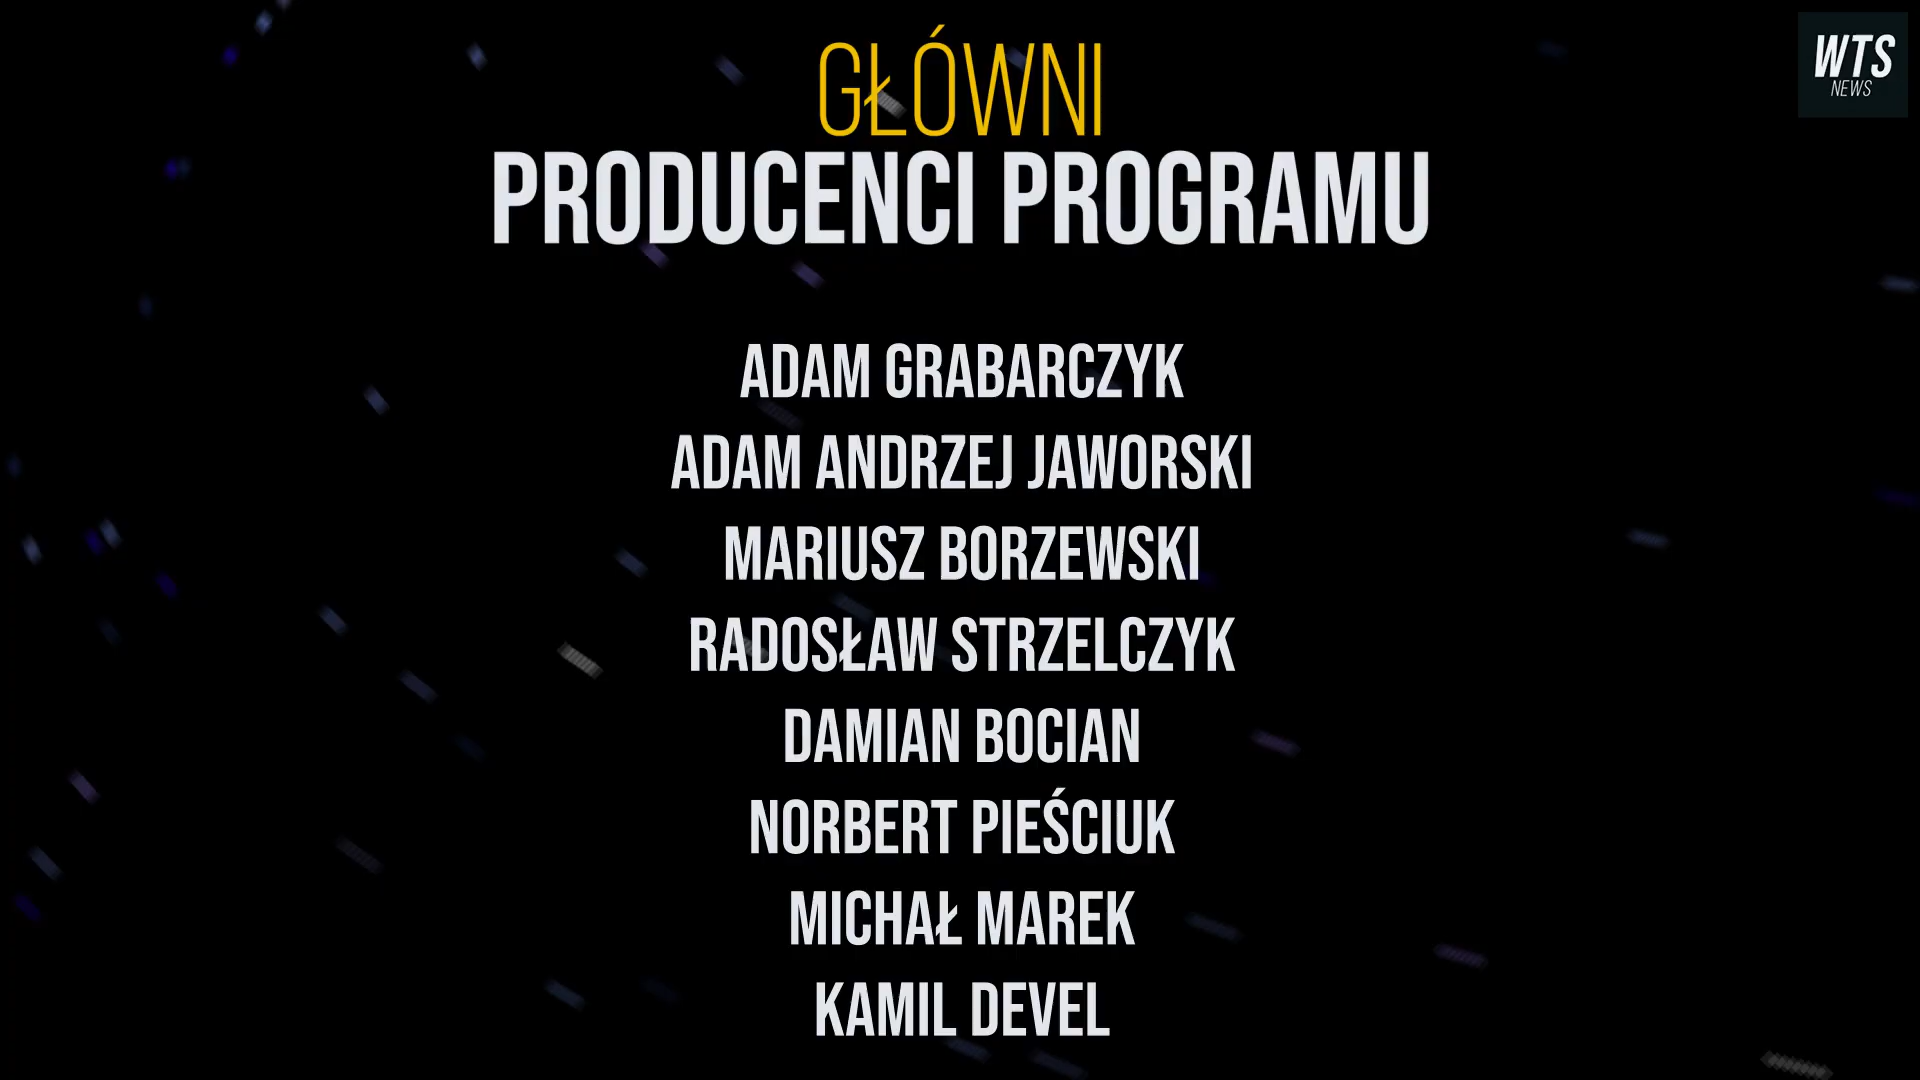 GŁÓWNI
PRODUCENCI PROGRAMU
WTS
NEWS
ADAM GRABARCZYK
ADAM ANDRZEJ JAWORSKI
MARIUSZ BORZEWSKI
RADOSŁAW STRZELCZYK
DAMIAN BOCIAN
NORBERT PIEŚCIUK
MICHAŁ MAREK
KAMIL DEVEL